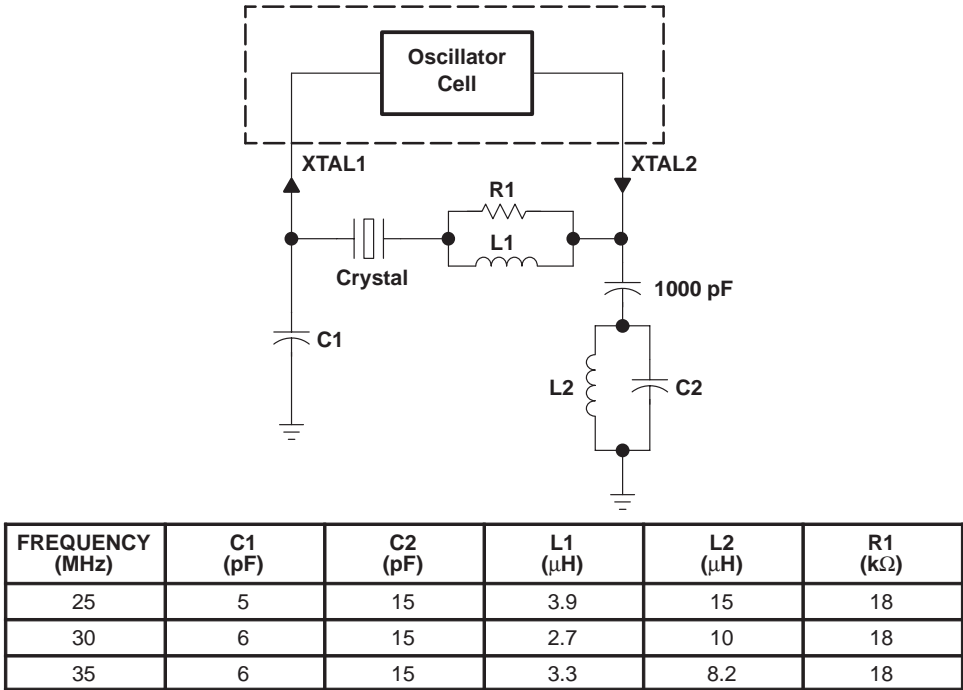 Oscillator
Cell
XTAL1
XTAL2
R1
L1
Crystal
1000 pF
C1
L2
C2
FREQUENCY (MHz) C1 (pF) C2 (pF) L1 (μH) L2 (μH) R1 (kΩ)
25 5 15 3.9 15 18
30 6 15 2.7 10 18
35 6 15 3.3 8.2 18